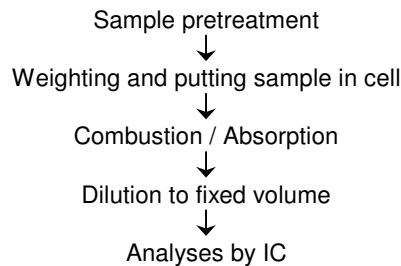 Sample pretreatment
Weighting and putting sample in cell
Combustion / Absorption
Dilution to fixed volume
Analyses by IC